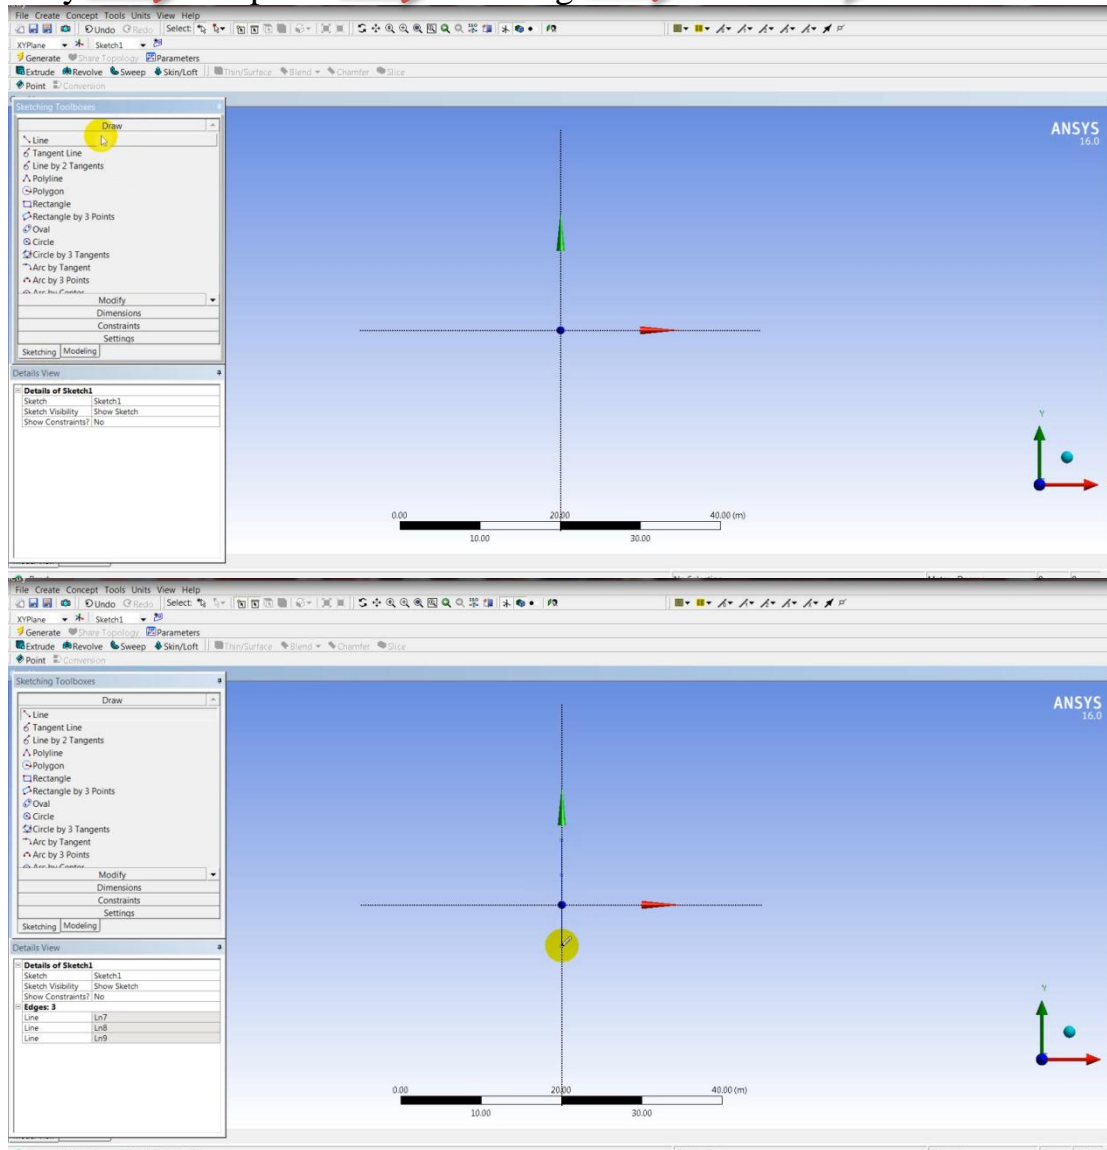 File Create Concept Tools Units View Help
Undo Redo Select:
XYPlane Sketch1
Generate Share Topology Parameters
Extrude Revolve Sweep Skin/Loft Thin/Surface Blend Chamfer Slice
Point Conversion
Sketching Toolboxes
Draw
Line
Tangent Line
Line by 2 Tangents
Polyline
Polygon
Rectangle
Rectangle by 3 Points
Oval
Circle
Circle by 3 Tangents
Arc by Tangent
Arc by 3 Points
Arc by Center
Modify
Dimensions
Constraints
Settings
Sketching Modeling
Details View
Details of Sketch1
Sketch Sketch1
Sketch Visibility Show Sketch
Show Constraints? No
ANSYS
16.0
Y
0.00 20.00 40.00 (m)
10.00 30.00
File Create Concept Tools Units View Help
Undo Redo Select:
XYPlane Sketch1
Generate Share Topology Parameters
Extrude Revolve Sweep Skin/Loft Thin/Surface Blend Chamfer Slice
Point Conversion
Sketching Toolboxes
Draw
Line
Tangent Line
Line by 2 Tangents
Polyline
Polygon
Rectangle
Rectangle by 3 Points
Oval
Circle
Circle by 3 Tangents
Arc by Tangent
Arc by 3 Points
Arc by Center
Modify
Dimensions
Constraints
Settings
Sketching Modeling
Details View
Details of Sketch1
Sketch Sketch1
Sketch Visibility Show Sketch
Show Constraints? No
Edges: 3
Line Ln7
Line Ln8
Line Ln9
ANSYS
16.0
Y
0.00 20.00 40.00 (m)
10.00 30.00